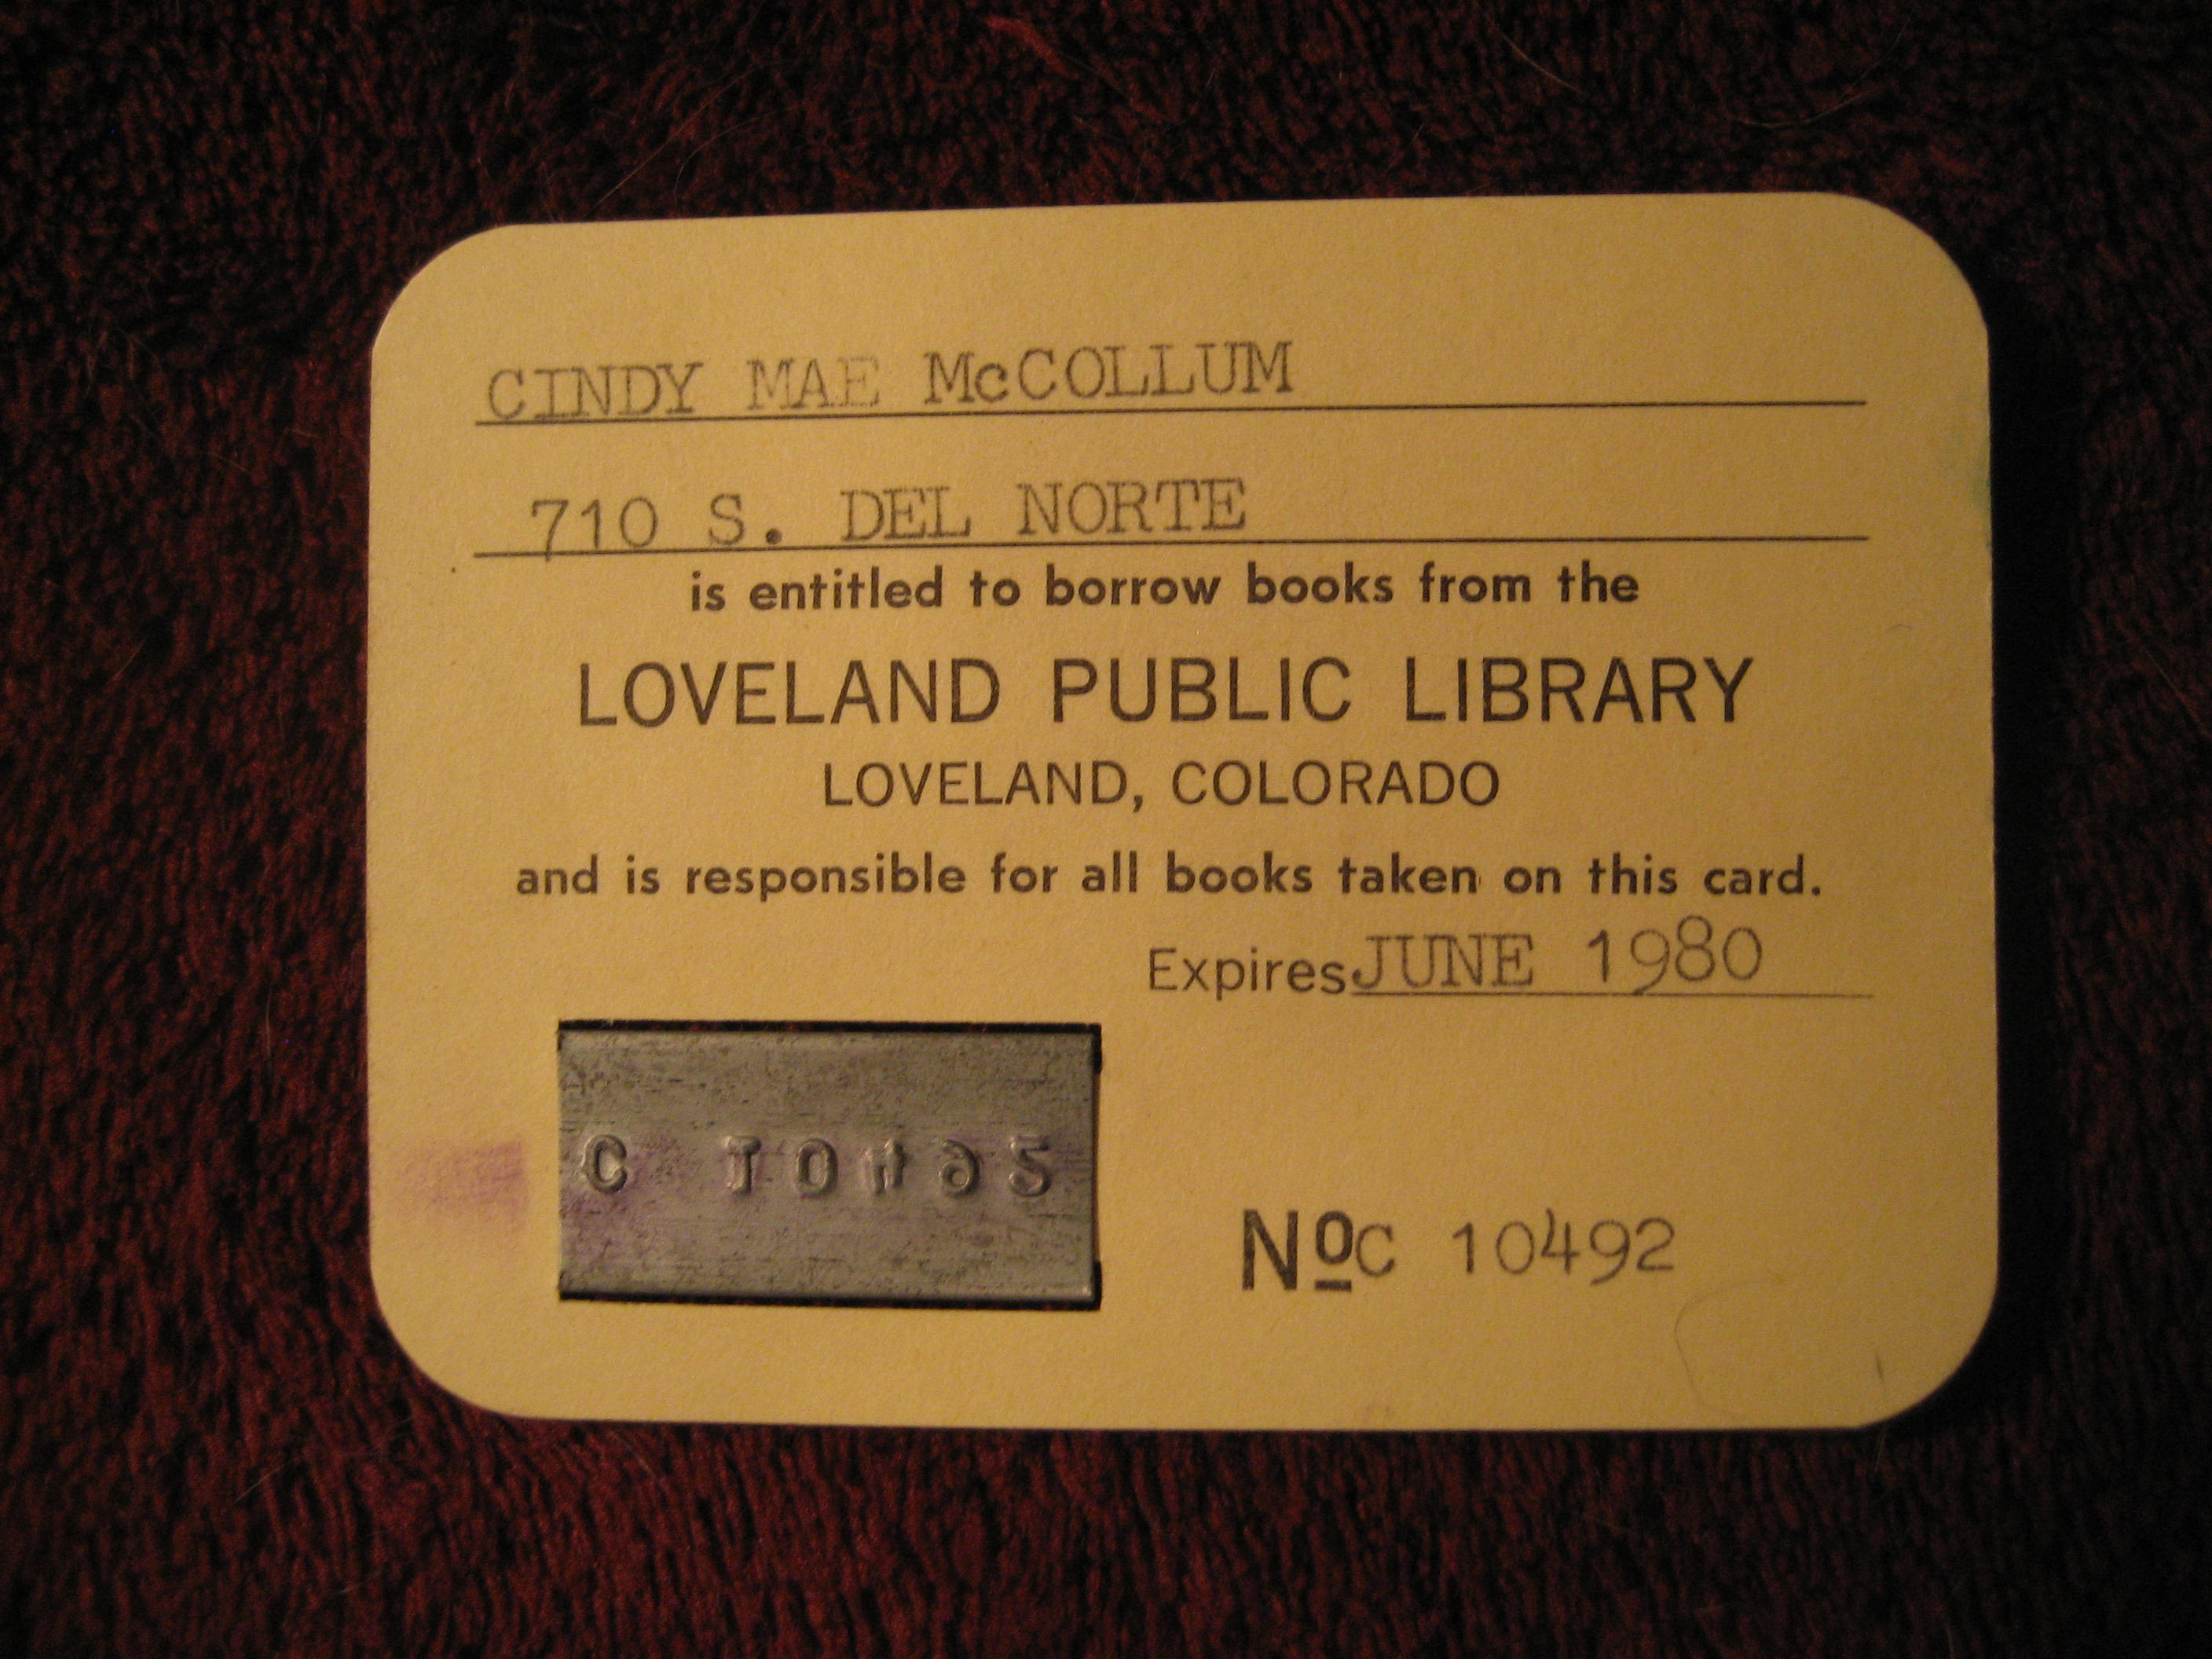 CINDY MAE McCOLLUM
710 S. DEL NORTE
is entitled to borrow books from the
LOVELAND PUBLIC LIBRARY
LOVELAND, COLORADO
and is responsible for all books taken on this card.
Expires JUNE 1980
C 10492
No C 10492